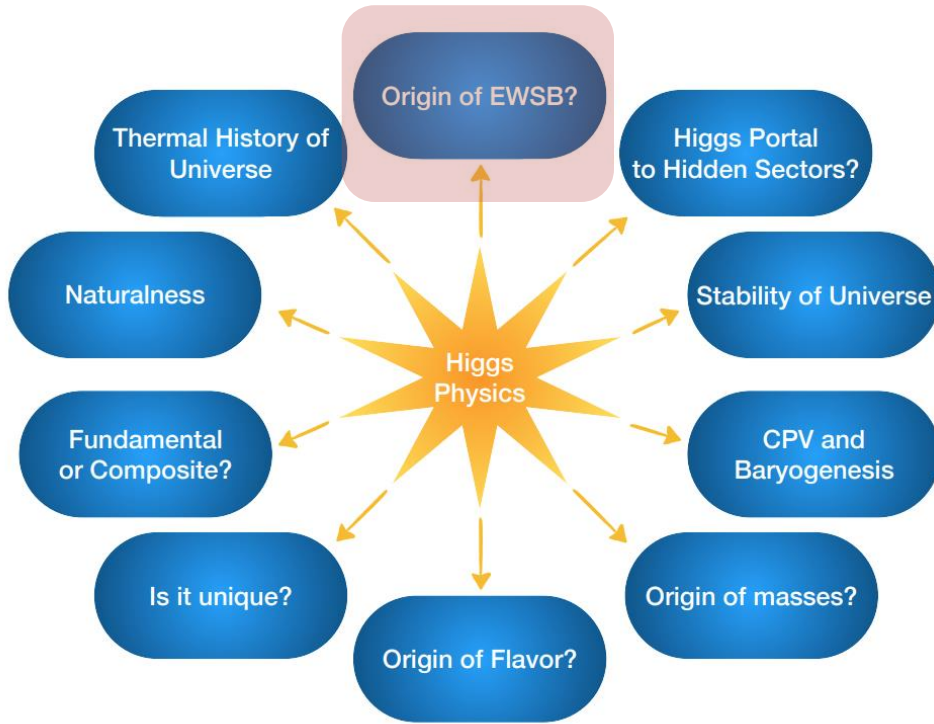 Origin of EWSB?
Thermal History of
Universe
Higgs Portal
to Hidden Sectors?
Naturalness
Stability of Universe
Higgs
Physics
Fundamental
or Composite?
CPV and
Baryogenesis
Is it unique?
Origin of masses?
Origin of Flavor?